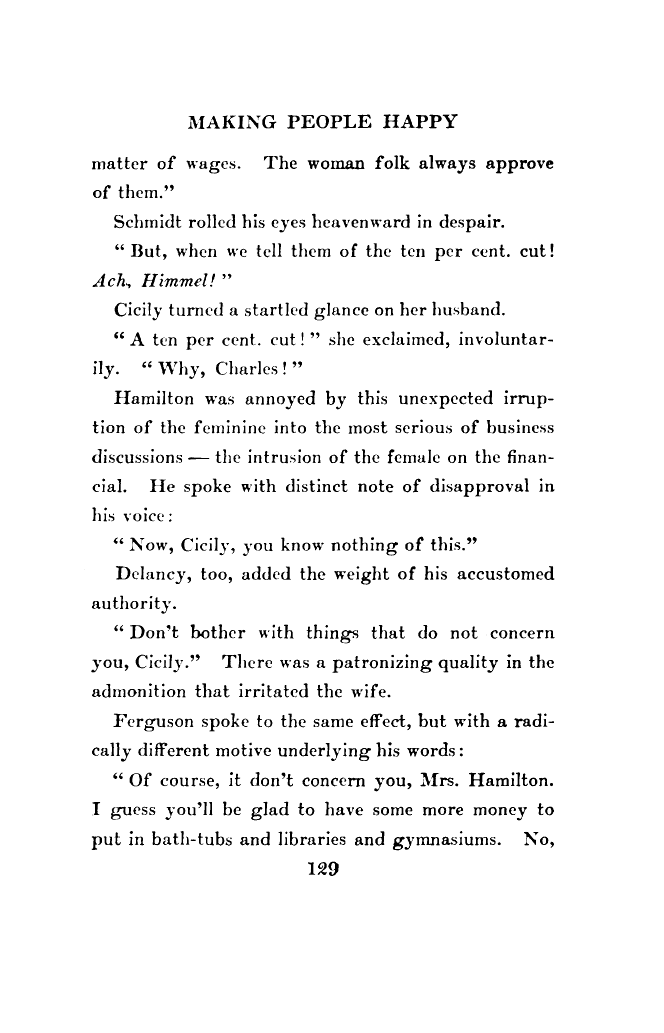 MAKING PEOPLE HAPPY
matter of wages. The woman folk always approve
of them.”
Schmidt rolled his eyes heavenward in despair.
“ But, when we tell them of the ten per cent. cut!
Ach, Himmel! ”
Cicily turned a startled glance on her husband.
“ A ten per cent. cut! ” she exclaimed, involuntar-
ily. “ Why, Charles! ”
Hamilton was annoyed by this unexpected irrup-
tion of the feminine into the most serious of business
discussions — the intrusion of the female on the finan-
cial. He spoke with distinct note of disapproval in
his voice:
“ Now, Cicily, you know nothing of this.”
Delancy, too, added the weight of his accustomed
authority.
“ Don't bother with things that do not concern
you, Cicily.” There was a patronizing quality in the
admonition that irritated the wife.
Ferguson spoke to the same effect, but with a radi-
cally different motive underlying his words:
“ Of course, it don't concern you, Mrs. Hamilton.
I guess you'll be glad to have some more money to
put in bath-tubs and libraries and gymnasiums. No,
129